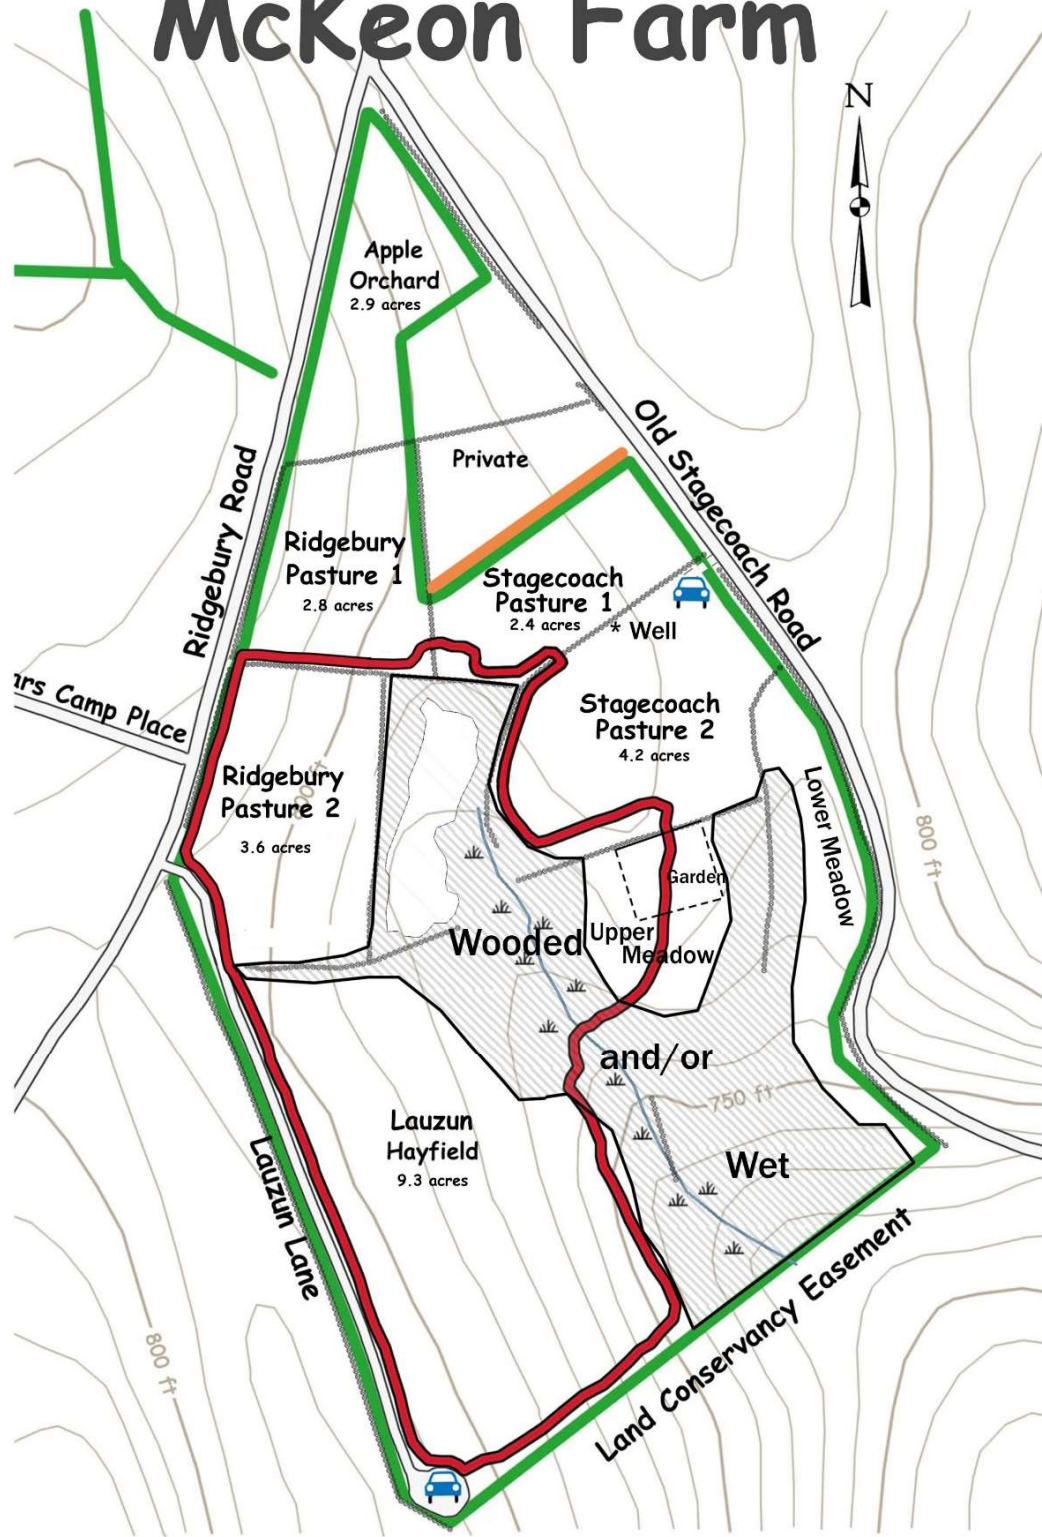 McKeon Farm
N
Apple
Orchard
2.9 acres
Old Stagecoach Road
Ridgebury Road
Private
Ridgebury
Pasture 1
2.8 acres
Stagecoach
Pasture 1
2.4 acres
* Well
ars Camp Place
Stagecoach
Pasture 2
4.2 acres
Ridgebury
Pasture 2
3.6 acres
Lower Meadow
800 ft
Garden
Upper
Meadow
Wooded
and/or
Wet
750 ft
Lauzun
Hayfield
9.3 acres
Lauzun Lane
Land Conservancy Easement
800 ft